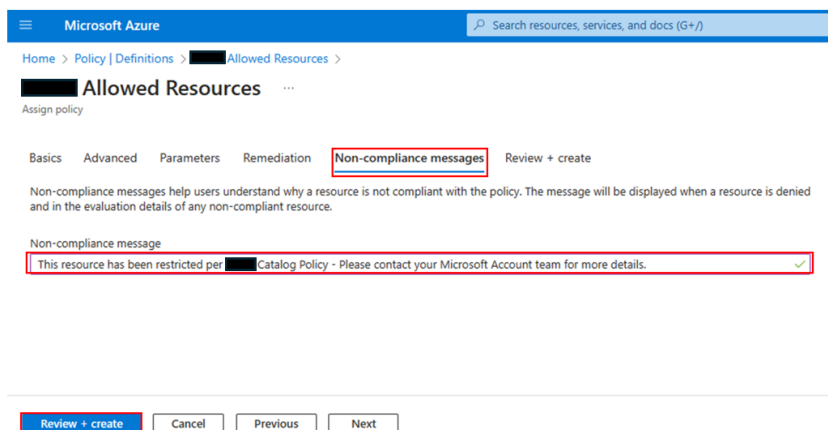 Microsoft Azure
Search resources, services, and docs (G+/)
Home > Policy | Definitions > Allowed Resources >
Allowed Resources ...
Assign policy
Basics Advanced Parameters Remediation Non-compliance messages Review + create
Non-compliance messages help users understand why a resource is not compliant with the policy. The message will be displayed when a resource is denied
and in the evaluation details of any non-compliant resource.
Non-compliance message
This resource has been restricted per Catalog Policy - Please contact your Microsoft Account team for more details.
Review + create Cancel Previous Next